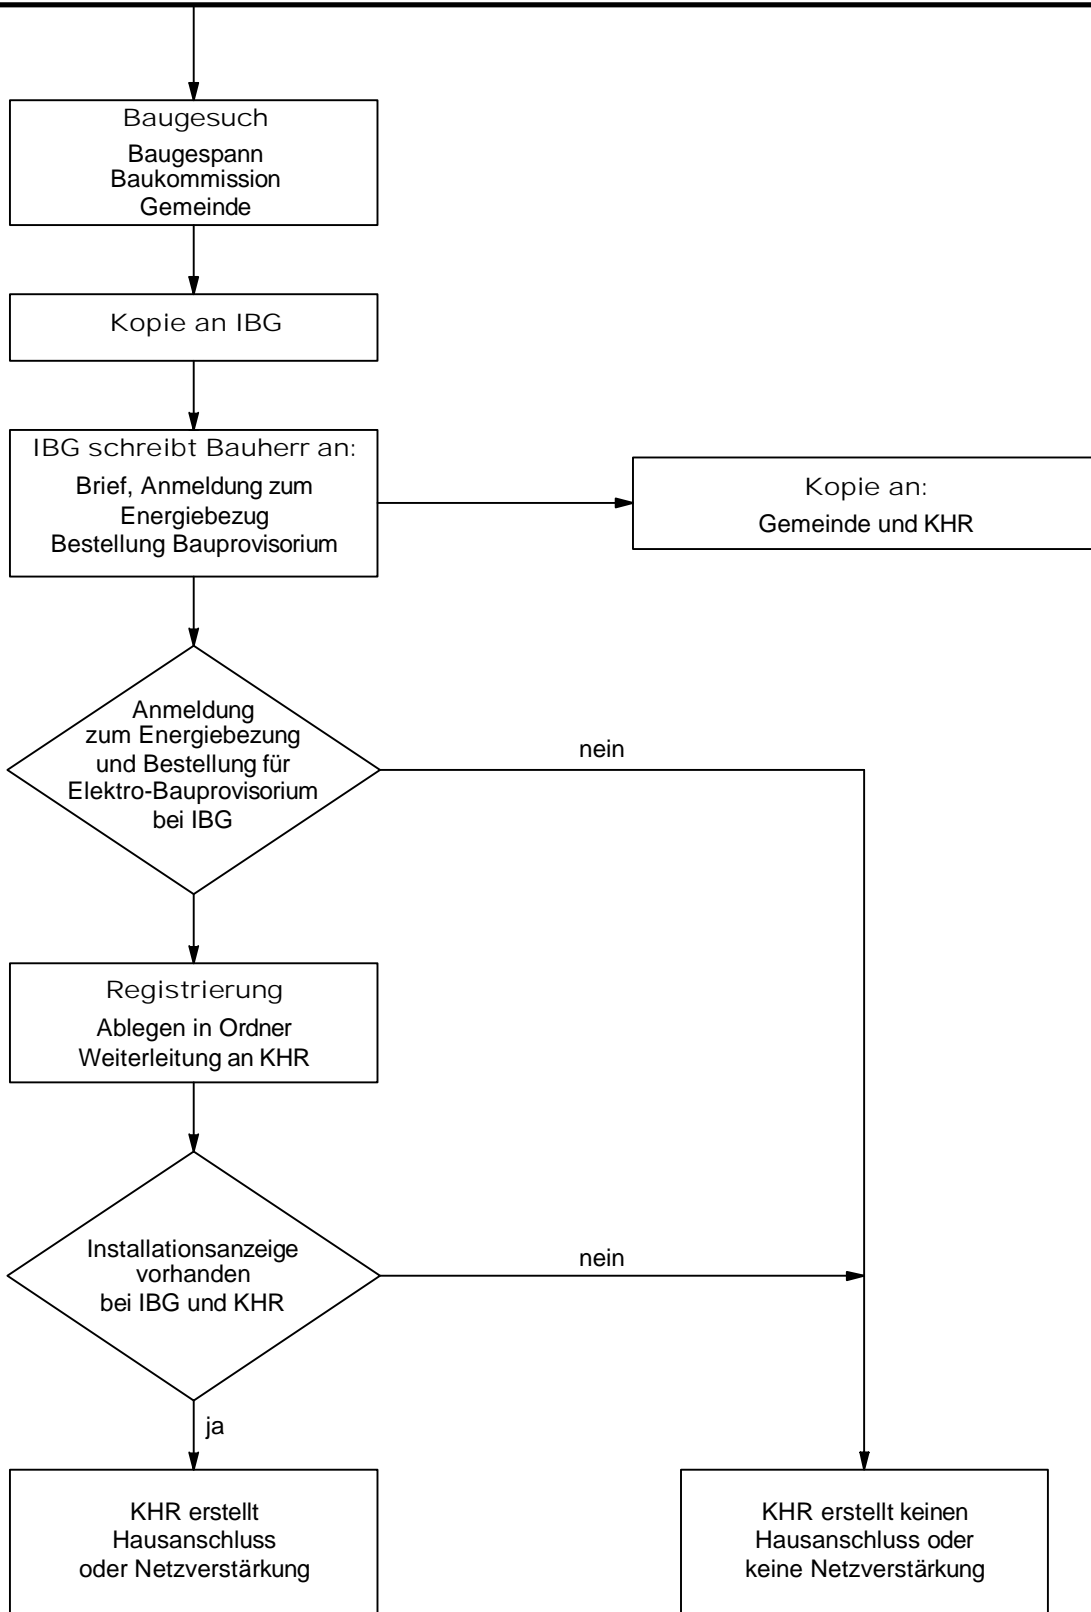 Baugesuch
Baugespann
Baukommission
Gemeinde
Kopie an IBG
IBG schreibt Bauherr an:
Brief, Anmeldung zum
Energiebezug
Bestellung Bauprovisorium
Kopie an:
Gemeinde und KHR
Anmeldung
zum Energiebezung
und Bestellung für
Elektro-Bauprovisorium
bei IBG
nein
Registrierung
Ablegen in Ordner
Weiterleitung an KHR
Installationsanzeige
vorhanden
bei IBG und KHR
nein
ja
KHR erstellt
Hausanschluss
oder Netzverstärkung
KHR erstellt keinen
Hausanschluss oder
keine Netzverstärkung